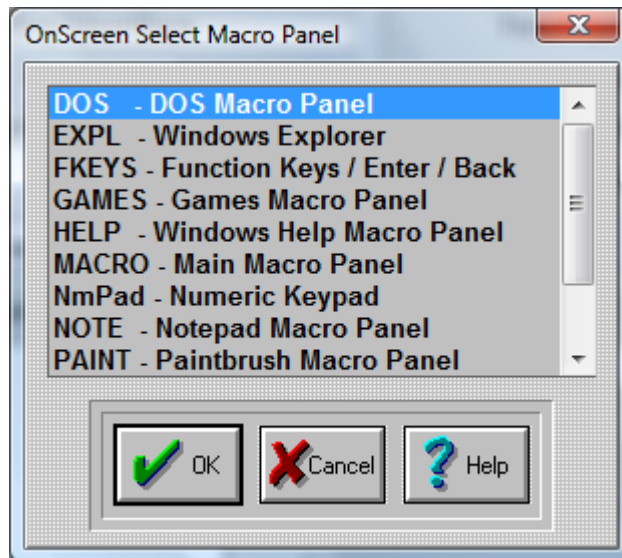 OnScreen Select Macro Panel
DOS - DOS Macro Panel
EXPL - Windows Explorer
FKEYS - Function Keys / Enter / Back
GAMES - Games Macro Panel
HELP - Windows Help Macro Panel
MACRO - Main Macro Panel
NmPad - Numeric Keypad
NOTE - Notepad Macro Panel
PAINT - Paintbrush Macro Panel
OK Cancel Help